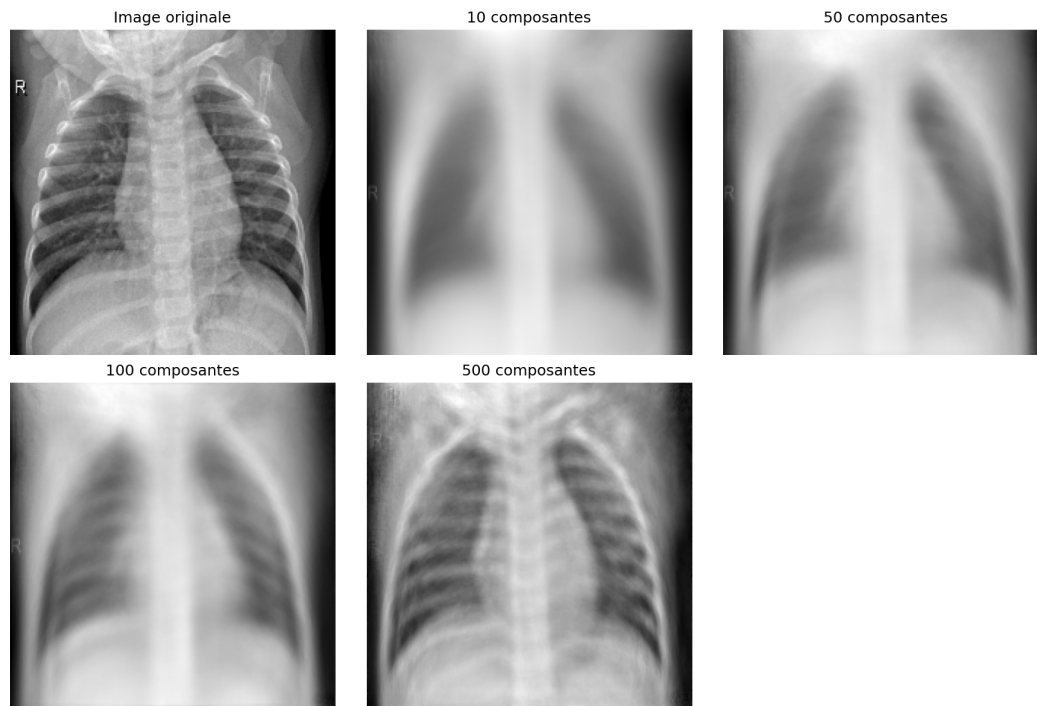 Image originale
10 composantes
50 composantes
R
R
R
100 composantes
500 composantes
R
R